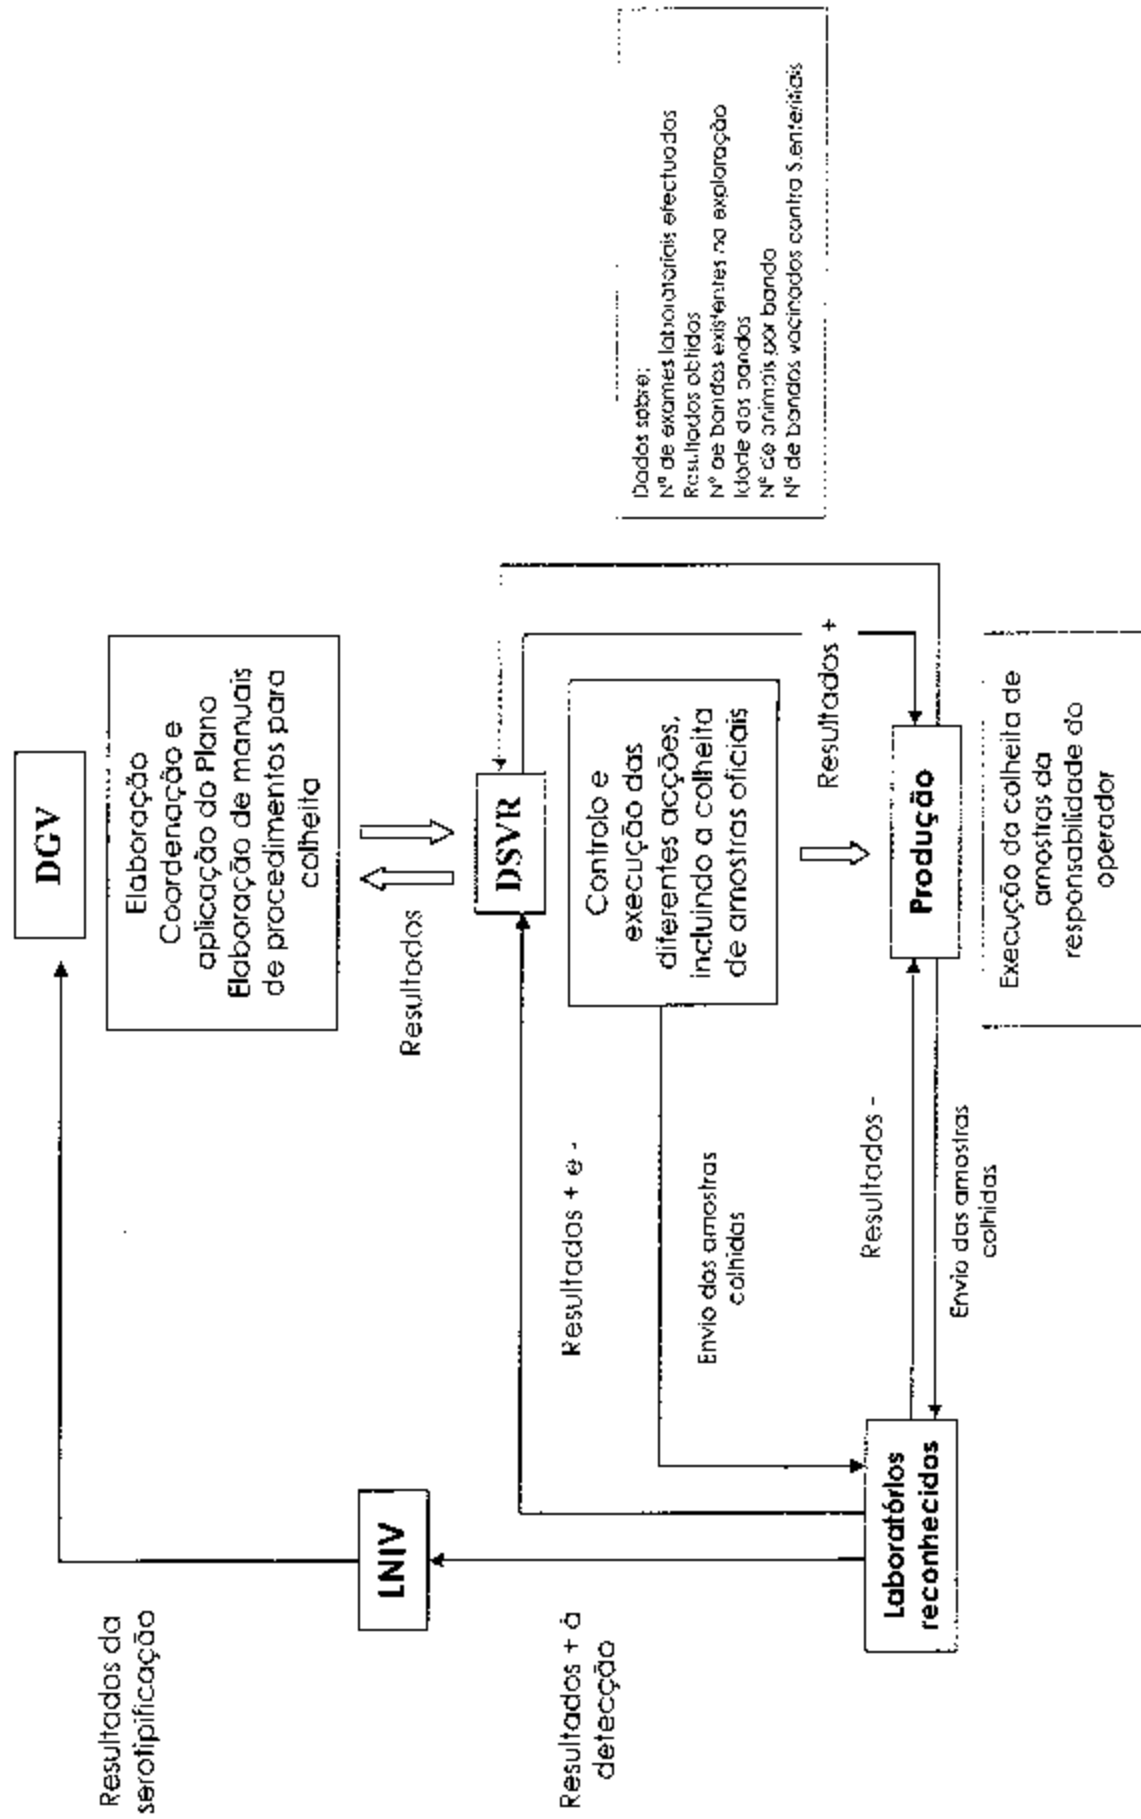 DGV
Elaboração
Coordenação e
aplicação do Plano
Elaboração de manuais
de procedimentos para
colheita
Resultados da
serotipificação
LNIV
Resultados
DSVR
Resultados + à
detecção
Resultados + e -
Controlo e
execução das
diferentes acções,
incluindo a colheita
de amostras oficiais
Envio das amostras
colhidas
Resultados +
Dados sobre:
Nº de exames laboratoriais efectuados
Resultados obtidos
Nº de bandos existentes na exploração
Idade dos bandos
Nº de animais por bando
Nº de bandos vacinados contra S.enteritidis
Laboratórios
reconhecidos
Resultados -
Envio das amostras
colhidas
Produção
Execução da colheita de
amostras da
responsabilidade do
operador